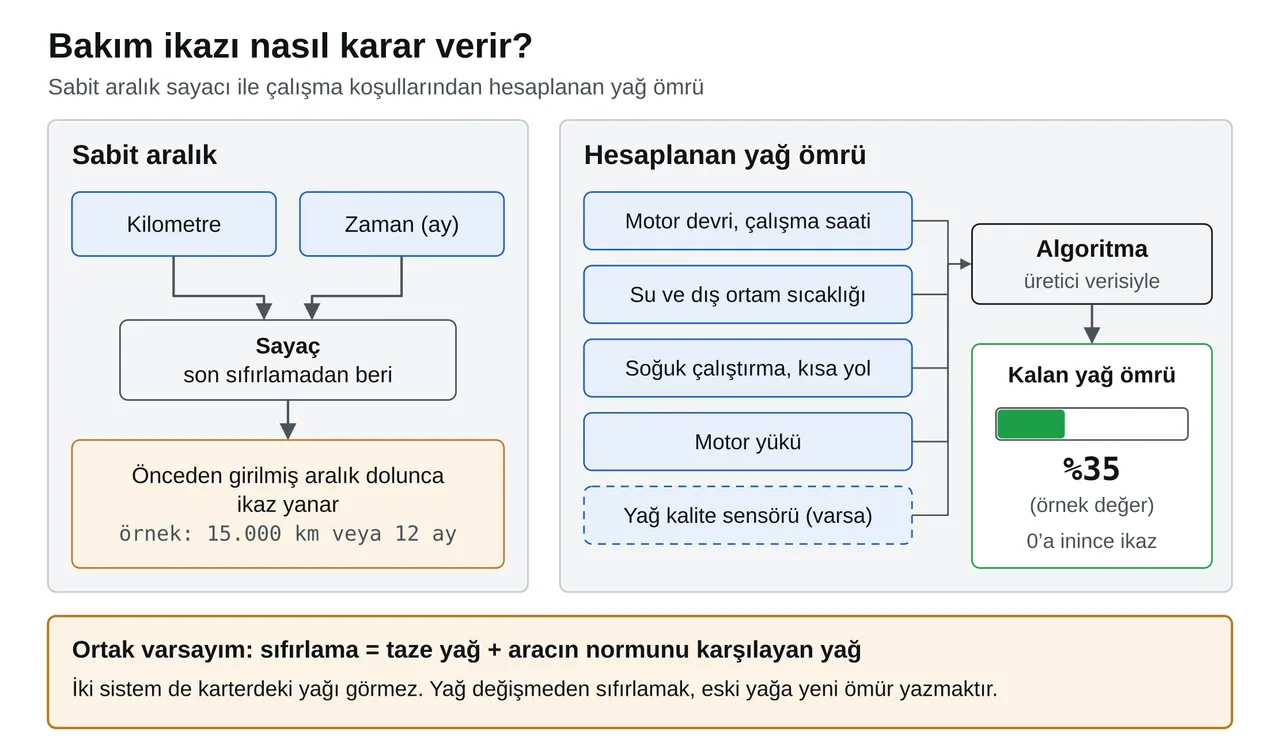 Bakım ikazı nasıl karar verir?
Sabit aralık sayacı ile çalışma koşullarından hesaplanan yağ ömrü
Sabit aralık
Kilometre
Zaman (ay)
Sayaç
son sıfırlamadan beri
Önceden girilmiş aralık dolunca
ikaz yanar
örnek: 15.000 km veya 12 ay
Hesaplanan yağ ömrü
Motor devri, çalışma saati
Su ve dış ortam sıcaklığı
Soğuk çalıştırma, kısa yol
Motor yükü
Yağ kalite sensörü (varsa)
Algoritma
üretici verisiyle
Kalan yağ ömrü
%35
(örnek değer)
0’a inince ikaz
Ortak varsayım: sıfırlama = taze yağ + aracın normunu karşılayan yağ
İki sistem de karterdeki yağı görmez. Yağ değişmeden sıfırlamak, eski yağa yeni ömür yazmaktır.